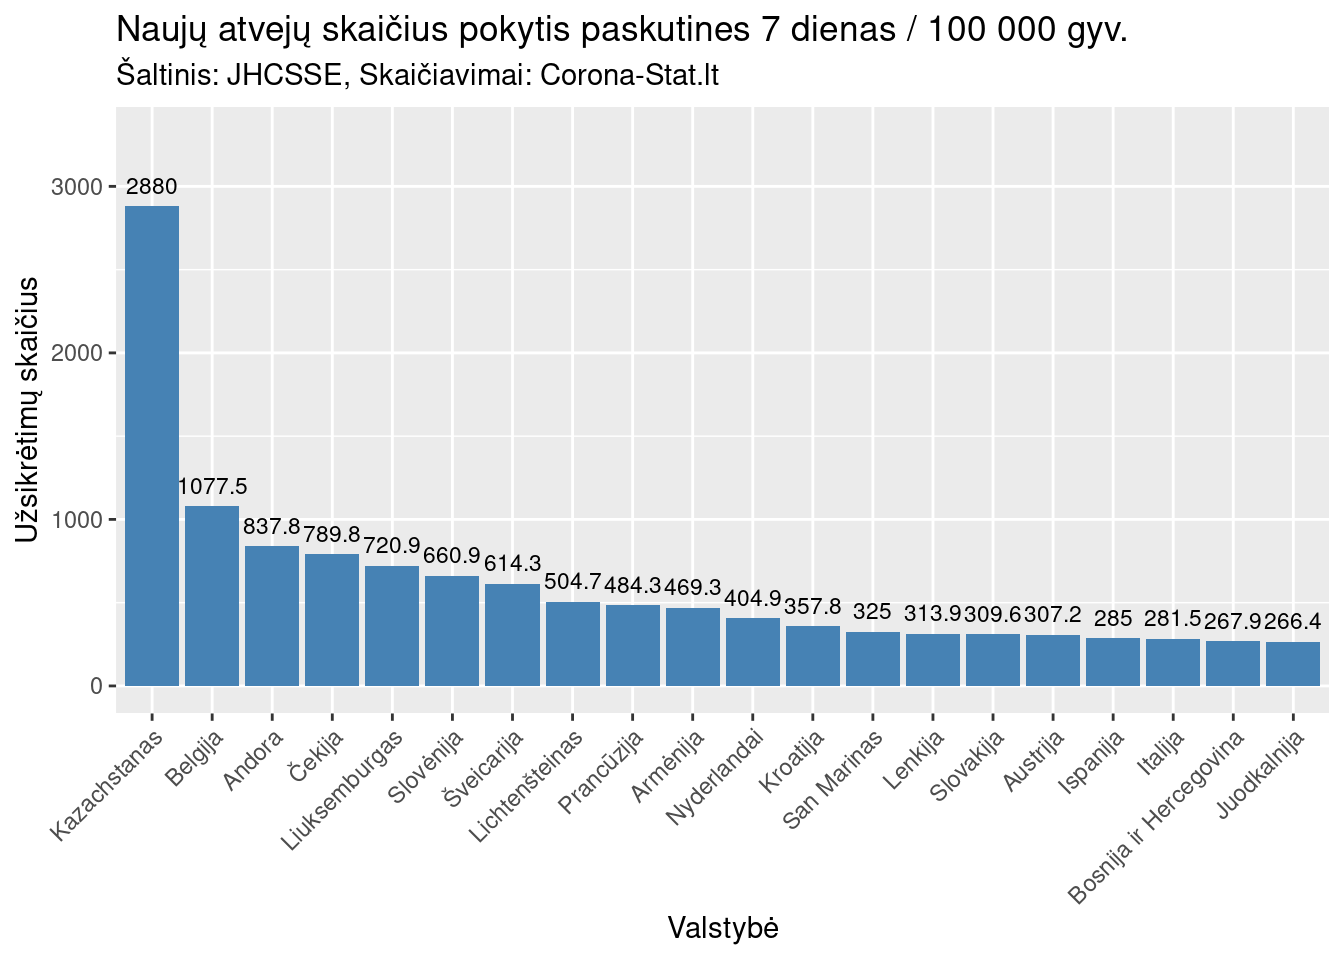 Naujų atvejų skaičius pokytis paskutines 7 dienas / 100 000 gyv.
Šaltinis: JHCSSE, Skaičiavimai: Corona-Stat.lt
Užsikrėtimų skaičius
3000
2000
1000
0
2880
1077.5
837.8
789.8
720.9
660.9
614.3
504.7
484.3
469.3
404.9
357.8
325
313.9
309.6
307.2
285
281.5
267.9
266.4
Kazachstanas
Belgija
Andora
Čekija
Liuksemburgas
Slovėnija
Šveicarija
Lichtenšteinas
Prancūzija
Armėnija
Nyderlandai
Kroatija
San Marinas
Lenkija
Slovakija
Austrija
Ispanija
Italija
Bosnija ir Hercegovina
Juodkalnija
Valstybė